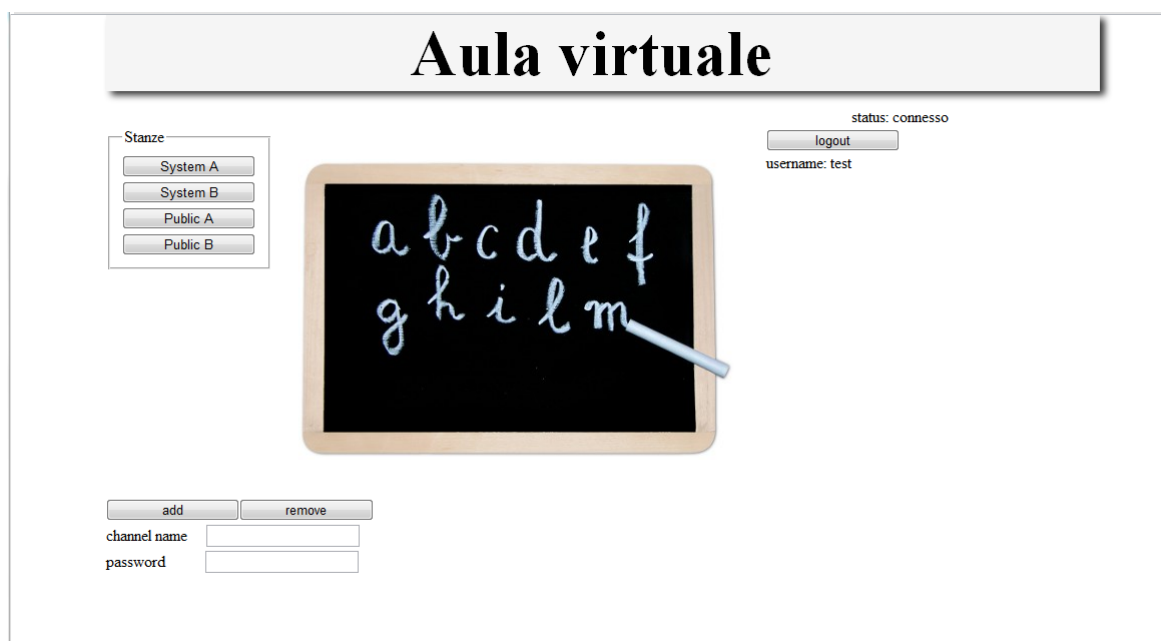 Aula virtuale
status: connesso
logout
username: test
Stanze
System A
System B
Public A
Public B
a b c d e f
g h i l m
add remove
channel name
password